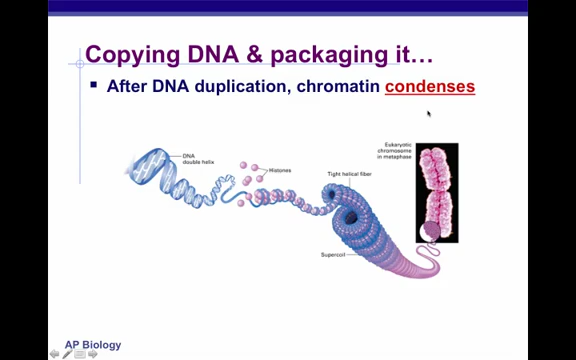 Copying DNA & packaging it…
▪ After DNA duplication, chromatin condenses
Eukaryotic
chromosome
in metaphase
DNA
double helix
Histones
Tight helical fiber
Supercoil
AP Biology